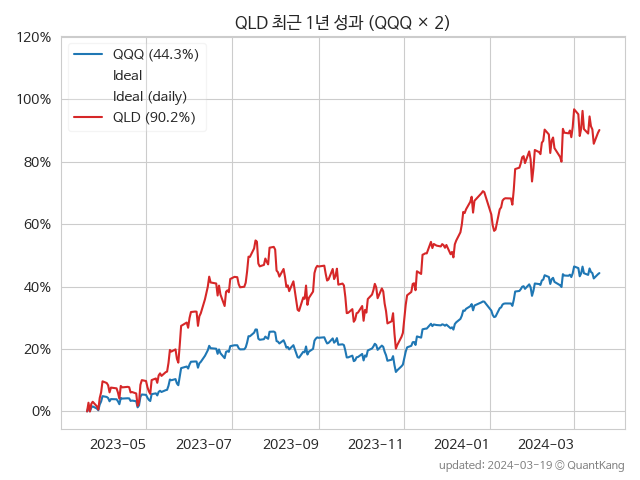 QLD 최근 1년 성과 (QQQ × 2)
120%
100%
80%
60%
40%
20%
0%
QQQ (44.3%)
Ideal
Ideal (daily)
QLD (90.2%)
2023-05
2023-07
2023-09
2023-11
2024-01
2024-03
updated: 2024-03-19 © QuantKang